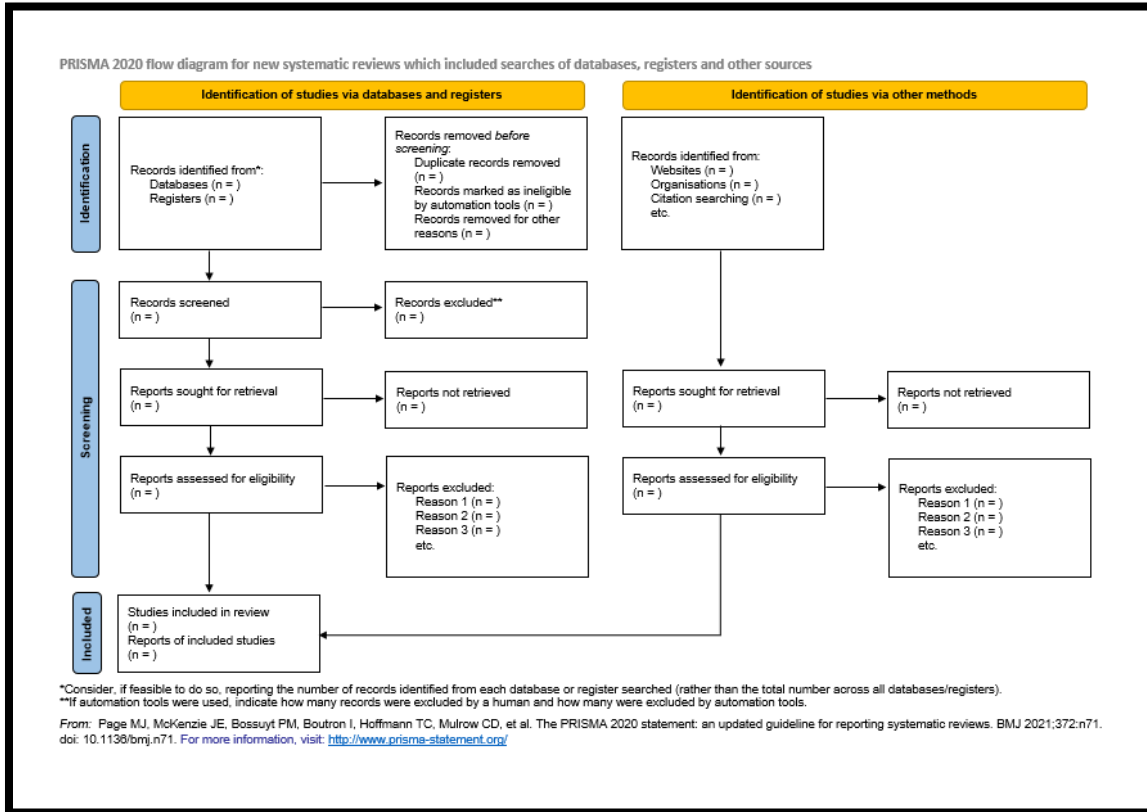 PRISMA 2020 flow diagram for new systematic reviews which included searches of databases, registers and other sources
Identification of studies via databases and registers
Identification of studies via other methods
Identification
Records identified from*:
Databases (n = )
Registers (n = )
Records removed before
screening:
Duplicate records removed
(n = )
Records marked as ineligible
by automation tools (n = )
Records removed for other
reasons (n = )
Records identified from:
Websites (n = )
Organisations (n = )
Citation searching (n = )
etc.
Screening
Records screened
(n = )
Records excluded**
(n = )
Reports sought for retrieval
(n = )
Reports not retrieved
(n = )
Reports sought for retrieval
(n = )
Reports not retrieved
(n = )
Reports assessed for eligibility
(n = )
Reports excluded:
Reason 1 (n = )
Reason 2 (n = )
Reason 3 (n = )
etc.
Reports assessed for eligibility
(n = )
Reports excluded:
Reason 1 (n = )
Reason 2 (n = )
Reason 3 (n = )
etc.
Included
Studies included in review
(n = )
Reports of included studies
(n = )
*Consider, if feasible to do so, reporting the number of records identified from each database or register searched (rather than the total number across all databases/registers).
**If automation tools were used, indicate how many records were excluded by a human and how many were excluded by automation tools.
From: Page MJ, McKenzie JE, Bossuyt PM, Boutron I, Hoffmann TC, Mulrow CD, et al. The PRISMA 2020 statement: an updated guideline for reporting systematic reviews. BMJ 2021;372:n71.
doi: 10.1136/bmj.n71. For more information, visit: http://www.prisma-statement.org/